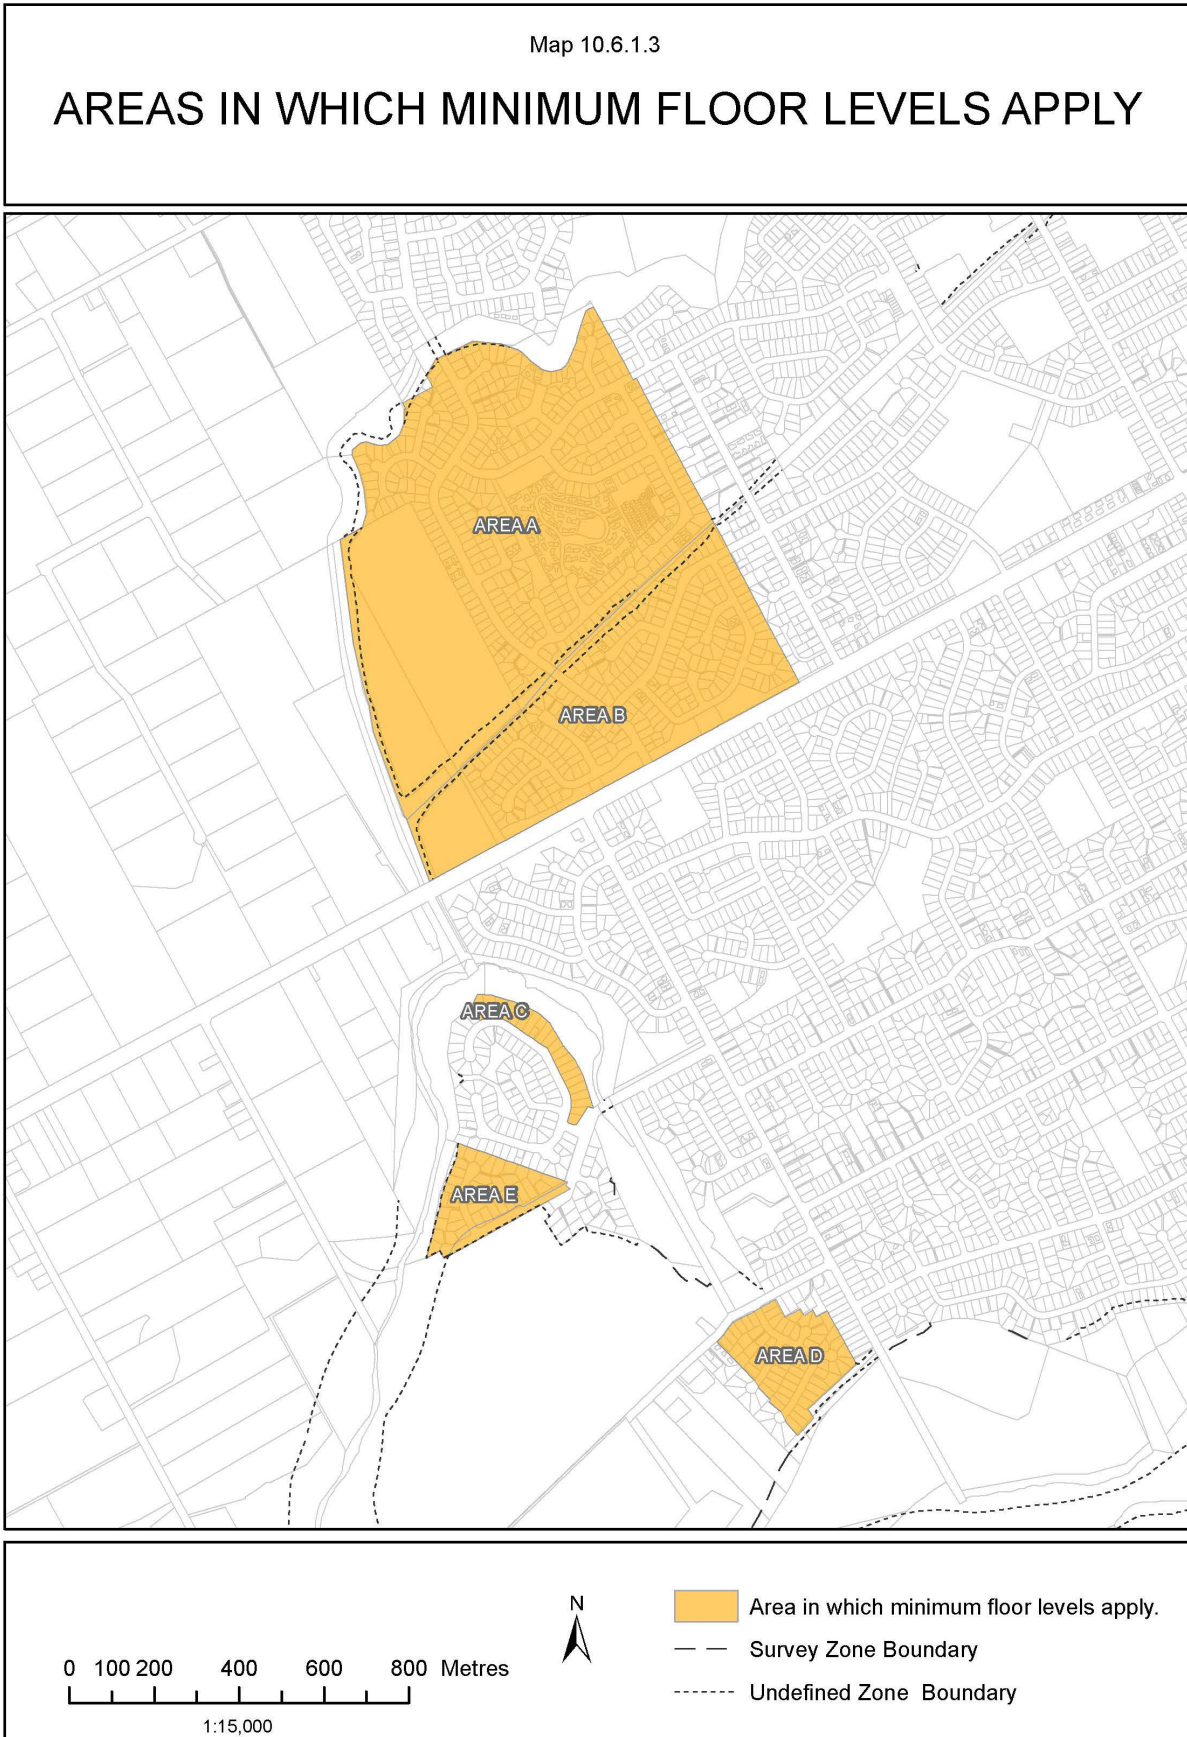 Map 10.6.1.3
AREAS IN WHICH MINIMUM FLOOR LEVELS APPLY
AREA A
AREA B
AREA C
AREA E
AREA D
N
0 100 200 400 600 800 Metres
1:15,000
Area in which minimum floor levels apply.
Survey Zone Boundary
Undefined Zone Boundary